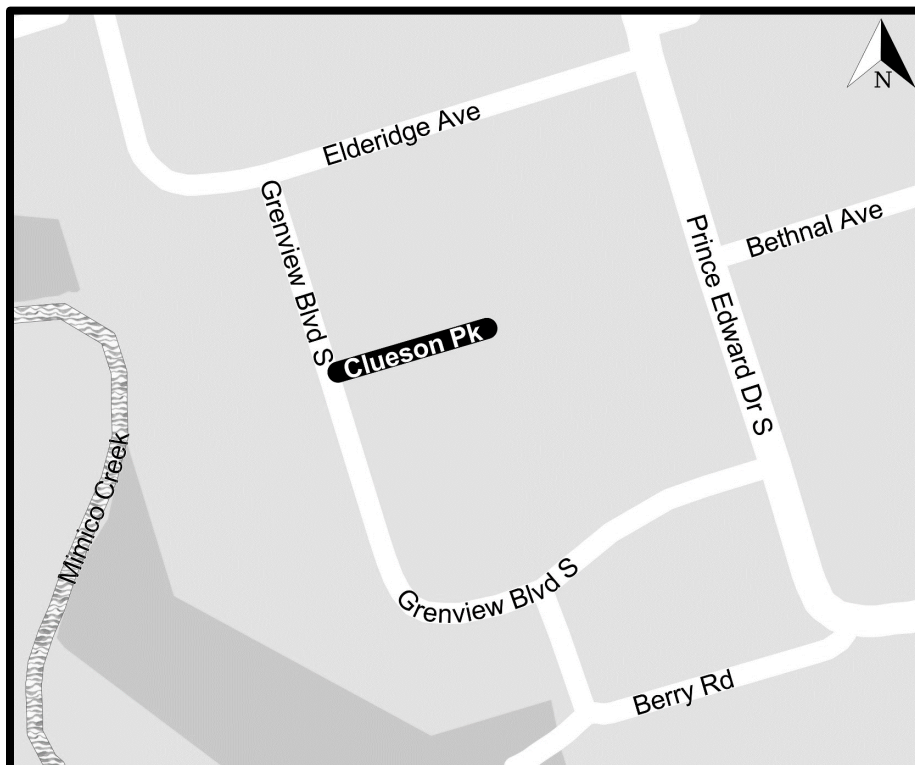 N
Elderidge Ave
Grenview Blvd S
Prince Edward Dr S
Bethnal Ave
Clueson Pk
Mimico Creek
Grenview Blvd S
Berry Rd